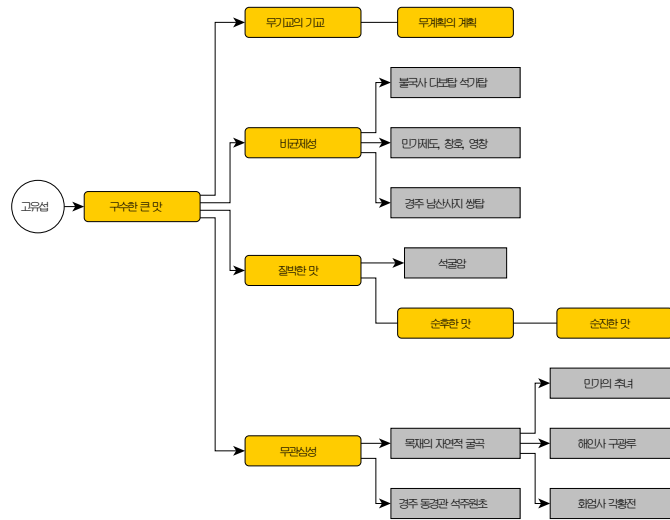 무기교의 기교
무계획의 계획
불국사 다보탑 석가탑
비균제성
민가제도, 창호, 영창
경주 남산사지 쌍탑
고유섭
구수한 큰 맛
질박한 맛
석굴암
순후한 맛
순진한 맛
민가의 추녀
무관심성
목재의 자연적 굴곡
해인사 구광루
경주 동경관 석주원초
화엄사 각황전